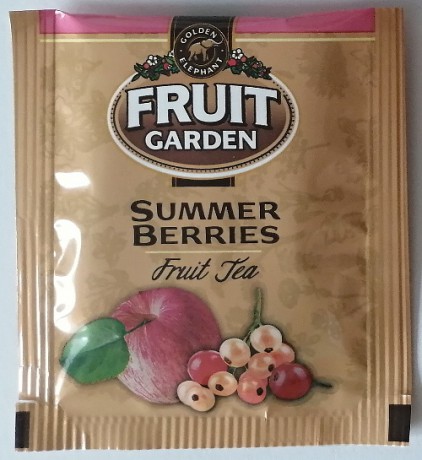 GOLDEN
ELEPHANT
FRUIT
GARDEN
SUMMER
BERRIES
Fruit Tea